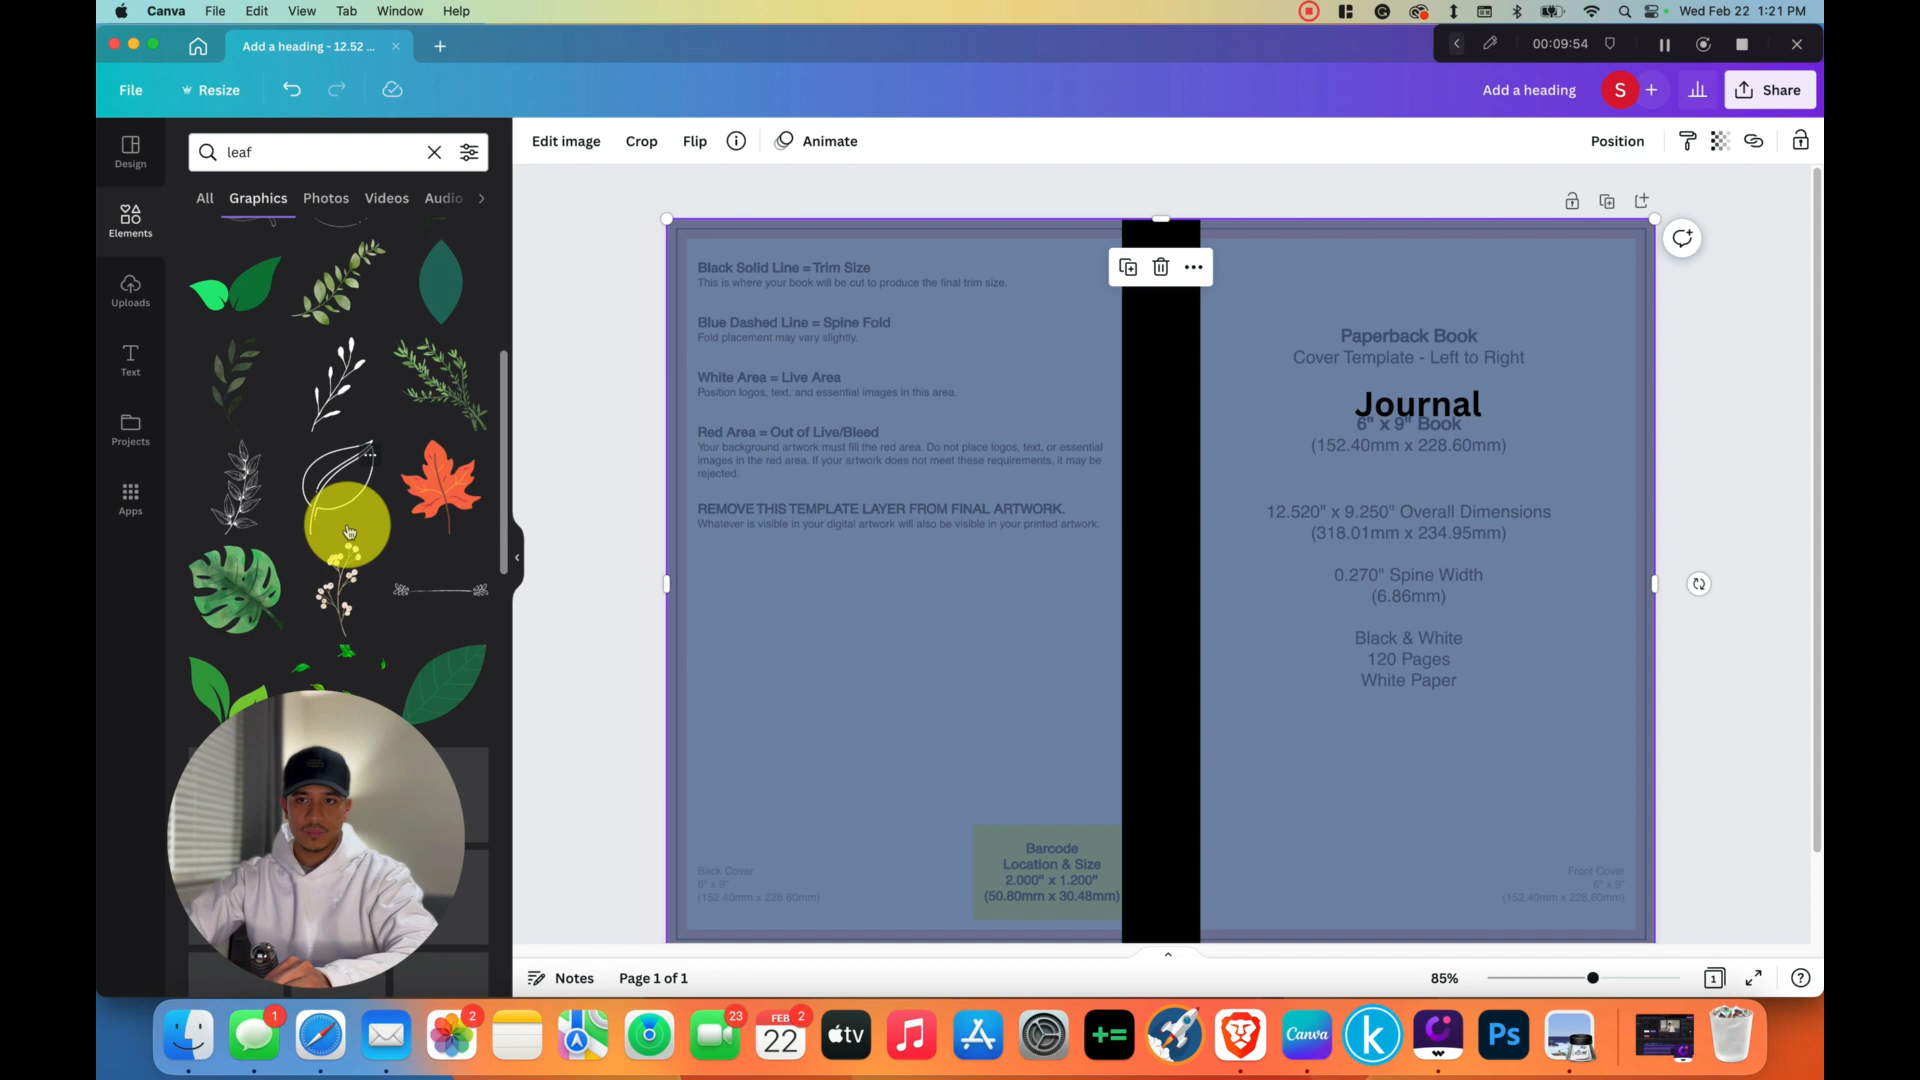 Canva File Edit View Tab Window Help
Wed Feb 22 1:21 PM
Add a heading - 12.52 ...
00:09:54
File Resize
Add a heading
S
Share
Design
Elements
Uploads
Text
Projects
Apps
leaf
All Graphics Photos Videos Audio
Edit image Crop Flip Animate
Position
Black Solid Line = Trim Size
This is where your book will be cut to produce the final trim size.
Blue Dashed Line = Spine Fold
Fold placement may vary slightly.
White Area = Live Area
Position logos, text, and essential images in this area.
Red Area = Out of Live/Bleed
Your background artwork must fill the red area. Do not place logos, text, or essential
images in the red area. If your artwork does not meet these requirements, it may be
rejected.
REMOVE THIS TEMPLATE LAYER FROM FINAL ARTWORK.
Whatever is visible in your digital artwork will also be visible in your printed artwork.
Back Cover
6" x 9"
(152.40mm x 228.60mm)
Barcode
Location & Size
2.000" x 1.200"
(50.80mm x 30.48mm)
Paperback Book
Cover Template - Left to Right
Journal
6" x 9" Book
(152.40mm x 228.60mm)
12.520" x 9.250" Overall Dimensions
(318.01mm x 234.95mm)
0.270" Spine Width
(6.86mm)
Black & White
120 Pages
White Paper
Front Cover
6" x 9"
(152.40mm x 228.60mm)
Notes Page 1 of 1
85%
1
1
2
23
FEB 2
22
tv
Canva
k
Ps